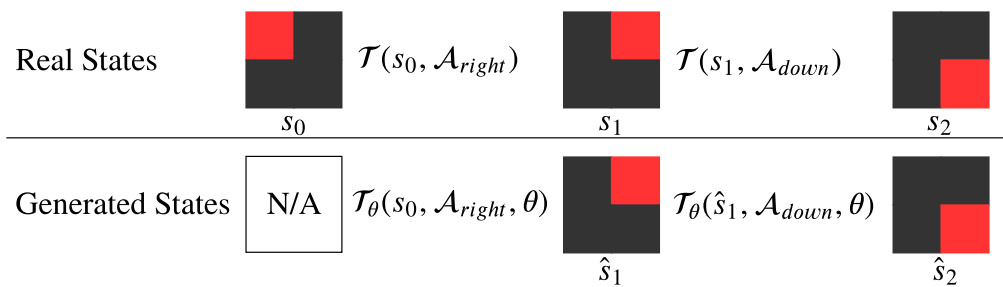 Real States 𝒯(s₀, 𝒜_right) 𝒯(s₁, 𝒜_down)
s₀ s₁ s₂
Generated States N/A 𝒯_θ(s₀, 𝒜_right, θ) 𝒯_θ(ŝ₁, 𝒜_down, θ)
ŝ₁ ŝ₂